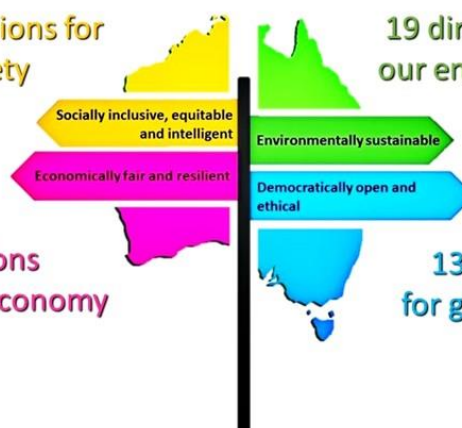 ions for
ety
19 dir
our en
Socially inclusive, equitable
and intelligent
Environmentally sustainable
Economically fair and resilient
Democratically open and
ethical
ons
conomy
13
for g